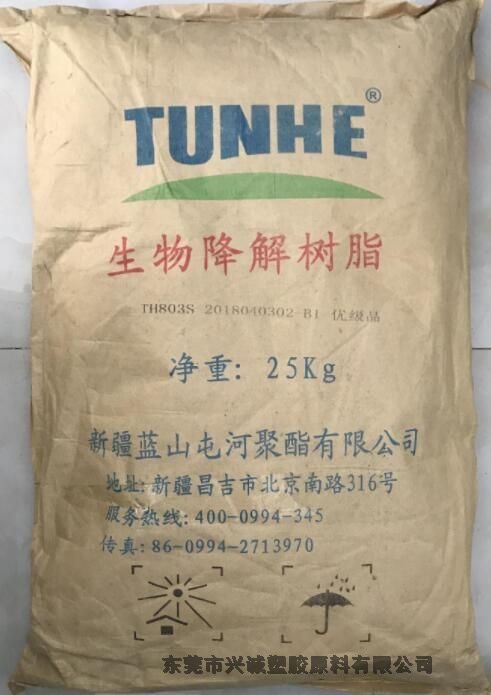 TUNHE®
生物降解树脂
TH803S 2018040302-B1 优级品
净重: 25Kg
新疆蓝山屯河聚酯有限公司
地址:新疆昌吉市北京南路316号
服务热线:400-0994-345
传真:86-0994-2713970
东莞市兴诚塑胶原料有限公司